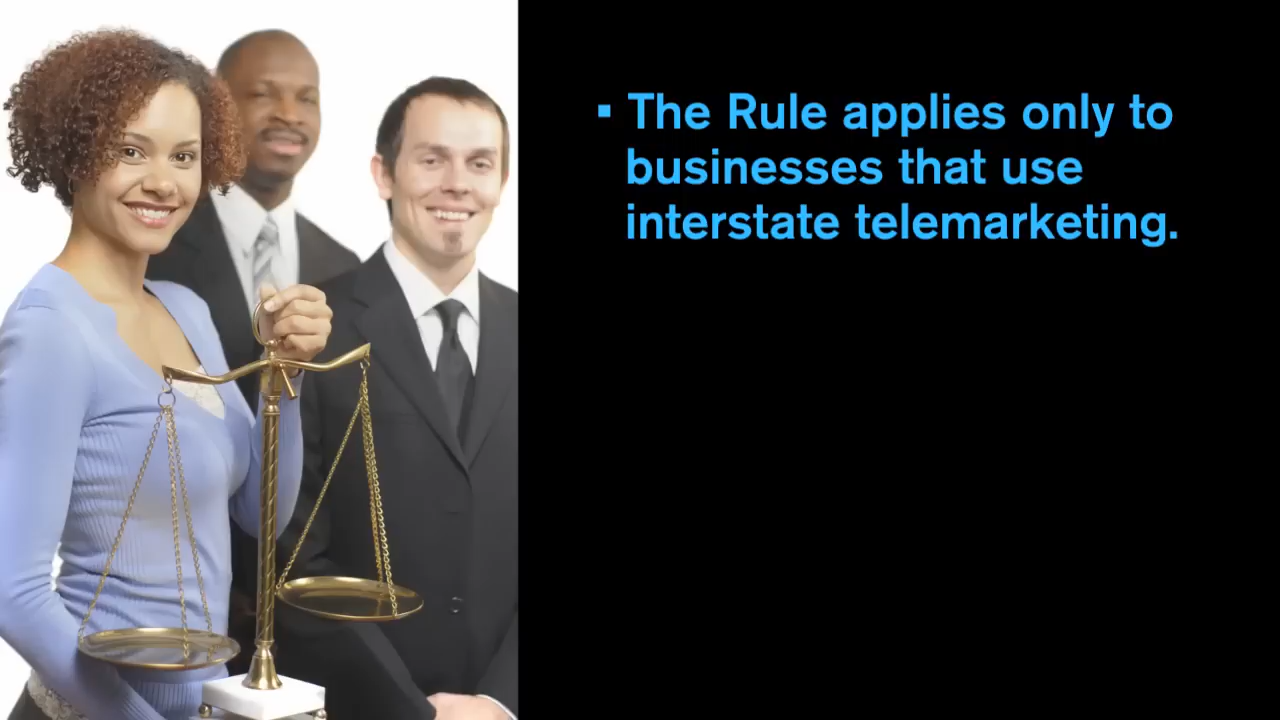 ▪ The Rule applies only to
businesses that use
interstate telemarketing.